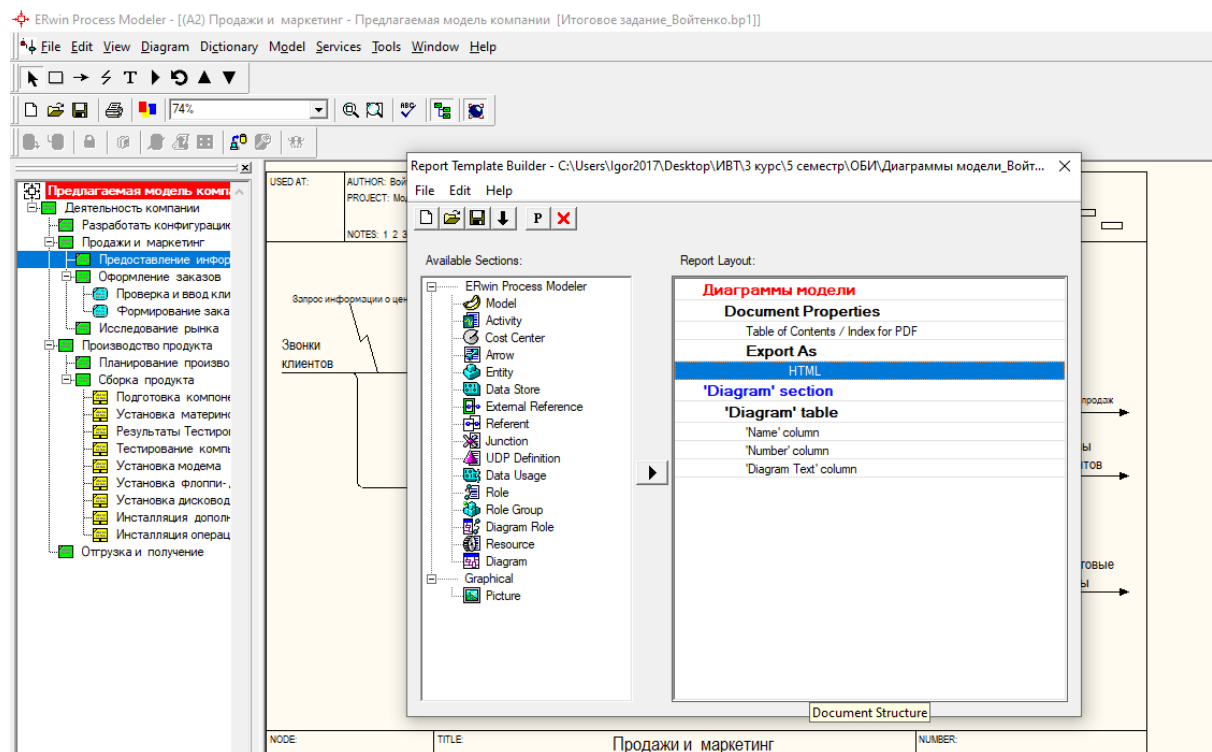 ERwin Process Modeler - [(A2) Продажи и маркетинг - Предлагаемая модель компании [Итоговое задание_Войтенко.bp1]]
File Edit View Diagram Dictionary Model Services Tools Window Help
T
74%
Предлагаемая модель комп
Деятельность компании
Разработать конфигурацик
Продажи и маркетинг
Предоставление инфор
Оформление заказов
Проверка и ввод кли
Формирование зака
Исследование рынка
Производство продукта
Планирование произво
Сборка продукта
Подготовка компоне
Установка материнс
Результаты Тестиро
Тестирование компь
Установка модема
Установка флоппи-
Установка дисковод
Инсталляция дополн
Инсталляция операц
Отгрузка и получение
USED AT:
AUTHOR: Вой
PROJECT: Мо
NOTES: 1 2 3
Запрос информации о цен
Звонки
клиентов
Report Template Builder - C:\Users\Igor2017\Desktop\ИВТ\3 курс\5 семестр\ОБИ\Диаграммы модели_Войт...
File Edit Help
P
Available Sections:
ERwin Process Modeler
Model
Activity
Cost Center
Arrow
Entity
Data Store
External Reference
Referent
Junction
UDP Definition
Data Usage
Role
Role Group
Diagram Role
Resource
Diagram
Graphical
Picture
Report Layout:
Диаграммы модели
Document Properties
Table of Contents / Index for PDF
Export As
HTML
'Diagram' section
'Diagram' table
'Name' column
'Number' column
'Diagram Text' column
Document Structure
продаж
ы
тов
говые
ы
NODE:
TITLE:
Продажи и маркетинг
NUMBER: